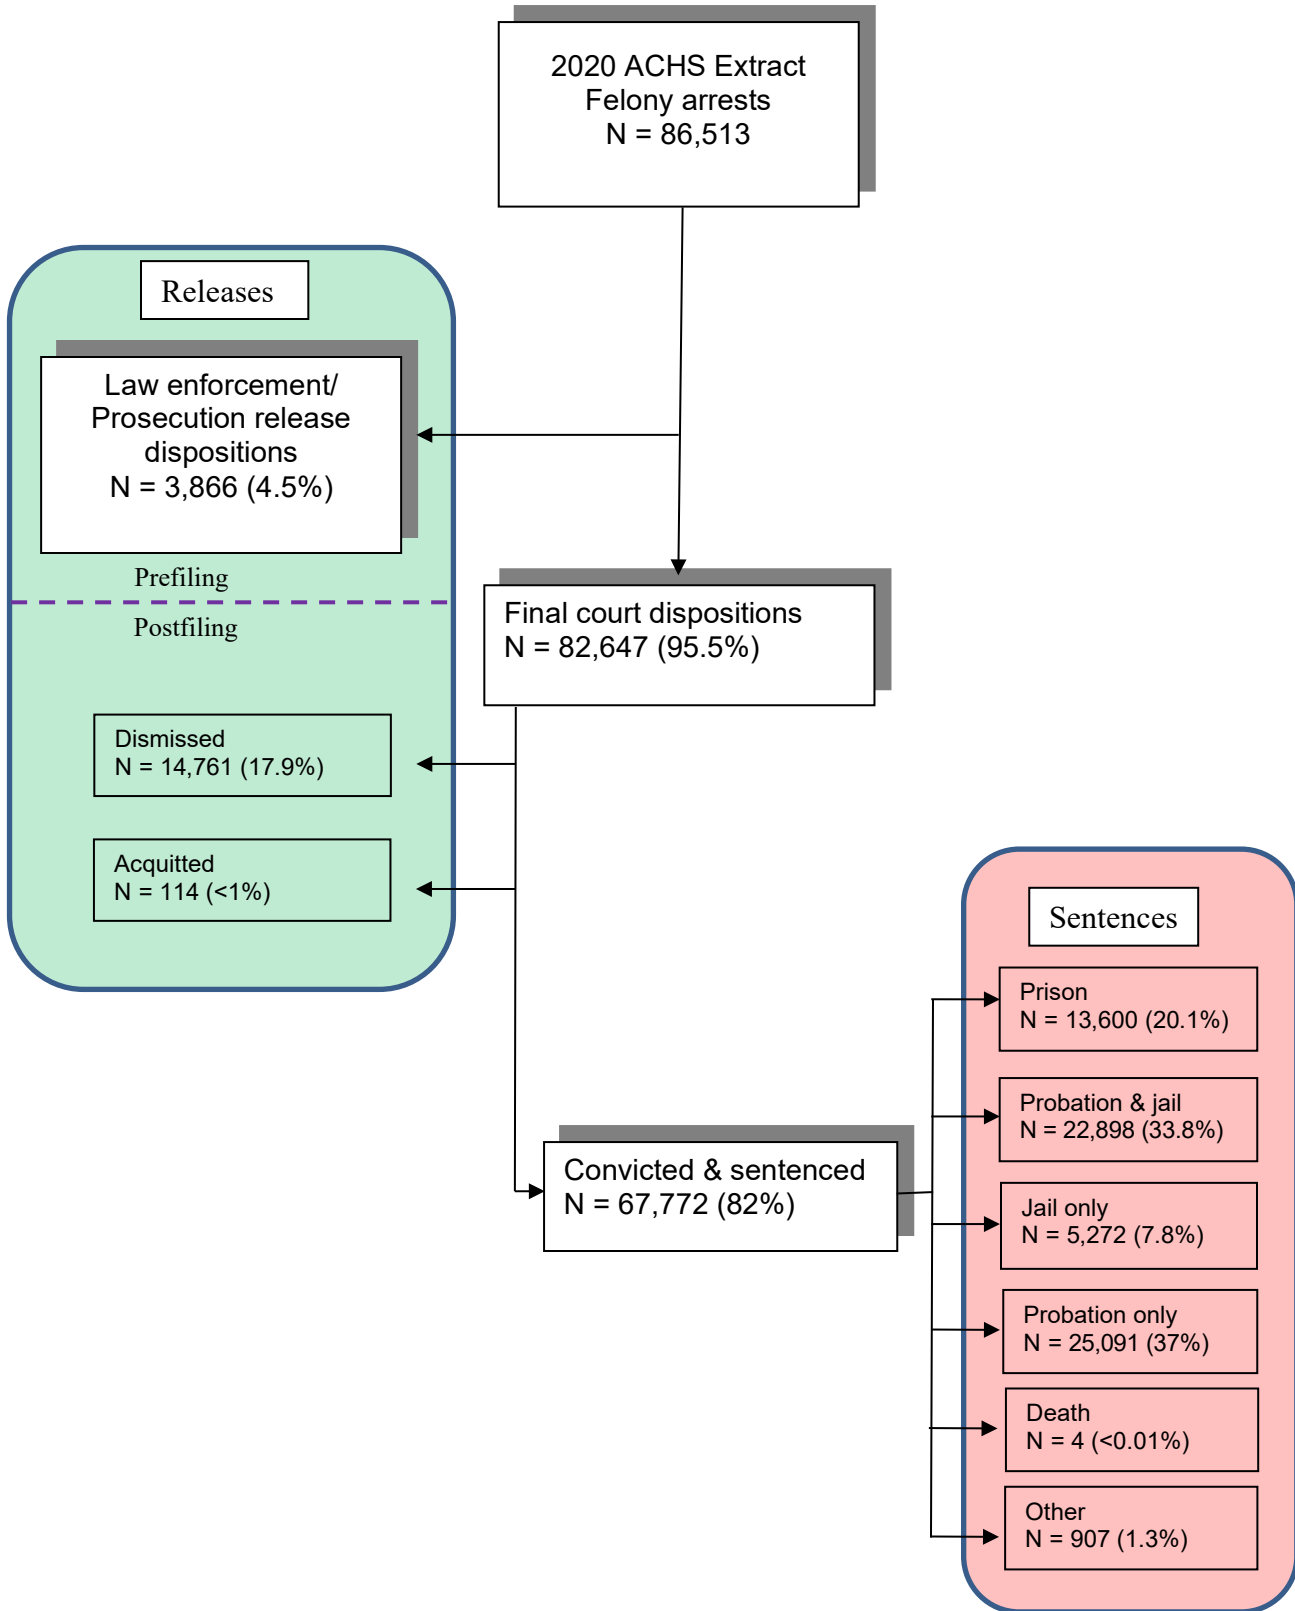 2020 ACHS Extract
Felony arrests
N = 86,513
Releases
Law enforcement/
Prosecution release
dispositions
N = 3,866 (4.5%)
Prefiling
Postfiling
Final court dispositions
N = 82,647 (95.5%)
Dismissed
N = 14,761 (17.9%)
Acquitted
N = 114 (<1%)
Convicted & sentenced
N = 67,772 (82%)
Sentences
Prison
N = 13,600 (20.1%)
Probation & jail
N = 22,898 (33.8%)
Jail only
N = 5,272 (7.8%)
Probation only
N = 25,091 (37%)
Death
N = 4 (<0.01%)
Other
N = 907 (1.3%)